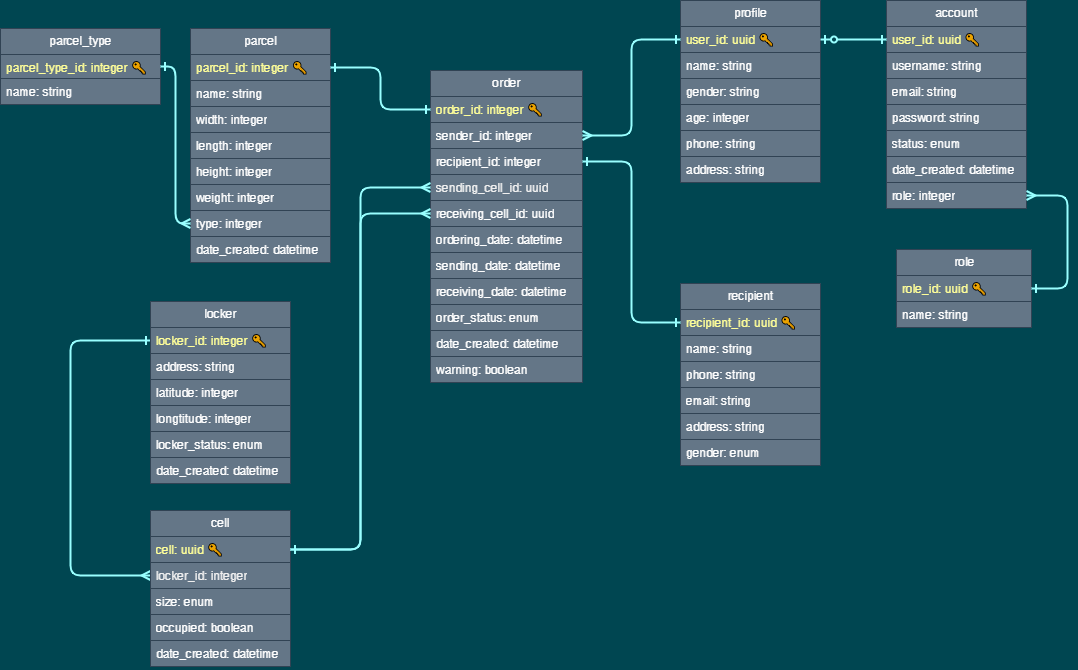 parcel_type
parcel_type_id: integer
name: string
parcel
parcel_id: integer
name: string
width: integer
length: integer
height: integer
weight: integer
type: integer
date_created: datetime
order
order_id: integer
sender_id: integer
recipient_id: integer
sending_cell_id: uuid
receiving_cell_id: uuid
ordering_date: datetime
sending_date: datetime
receiving_date: datetime
order_status: enum
date_created: datetime
warning: boolean
profile
user_id: uuid
name: string
gender: string
age: integer
phone: string
address: string
account
user_id: uuid
username: string
email: string
password: string
status: enum
date_created: datetime
role: integer
role
role_id: uuid
name: string
recipient
recipient_id: uuid
name: string
phone: string
email: string
address: string
gender: enum
locker
locker_id: integer
address: string
latitude: integer
longtitude: integer
locker_status: enum
date_created: datetime
cell
cell: uuid
locker_id: integer
size: enum
occupied: boolean
date_created: datetime